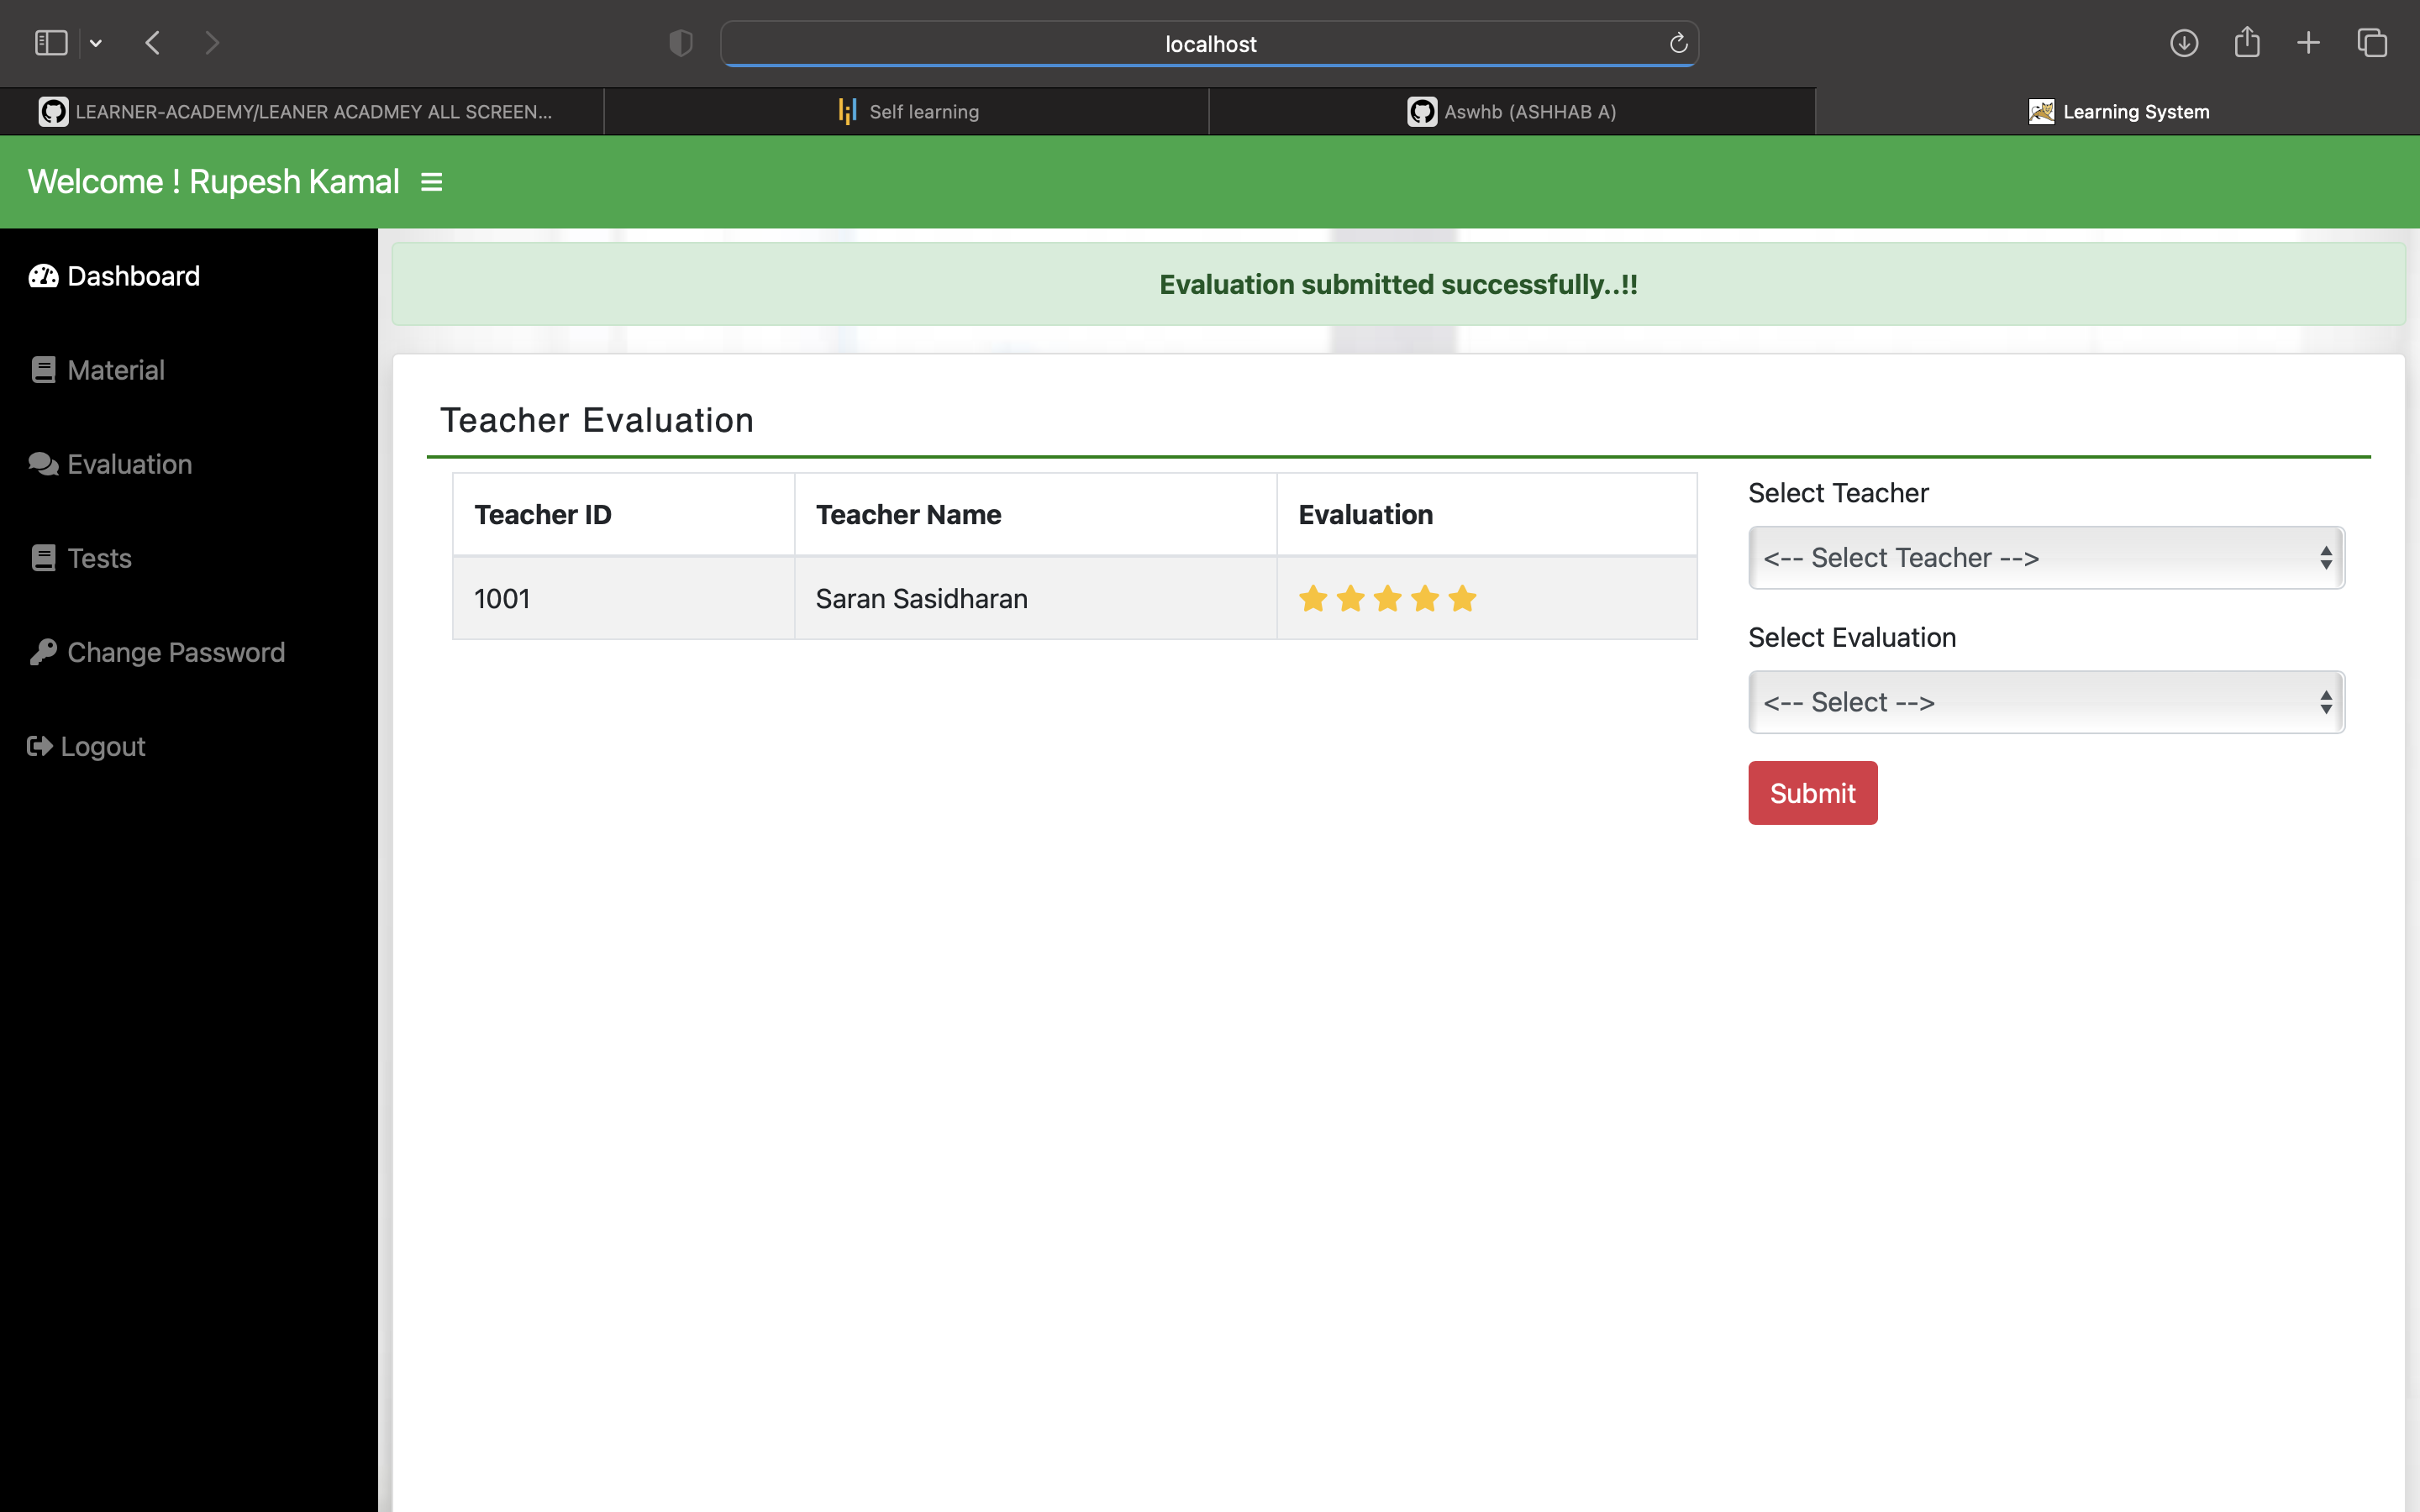 localhost
LEARNER-ACADEMY/LEANER ACADMEY ALL SCREEN...
Self learning
Aswhb (ASHHAB A)
Learning System
Welcome ! Rupesh Kamal
Dashboard
Material
Evaluation
Tests
Change Password
Logout
Evaluation submitted successfully..!!
Teacher Evaluation
Teacher ID Teacher Name Evaluation
1001 Saran Sasidharan
Select Teacher
<-- Select Teacher -->
Select Evaluation
<-- Select -->
Submit